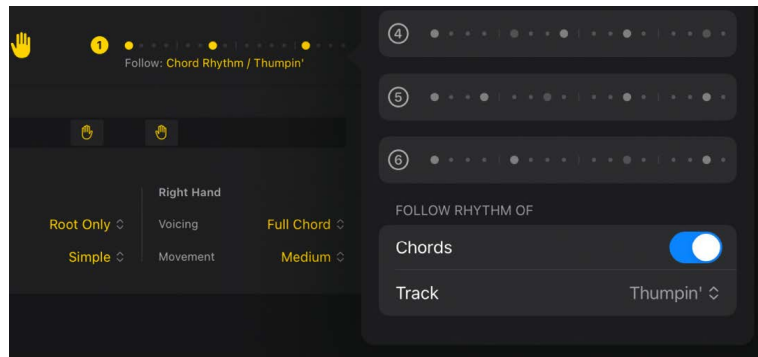 1
Follow: Chord Rhythm / Thumpin'
Right Hand
Root Only
Voicing
Full Chord
Simple
Movement
Medium
4
5
6
FOLLOW RHYTHM OF
Chords
Track
Thumpin'